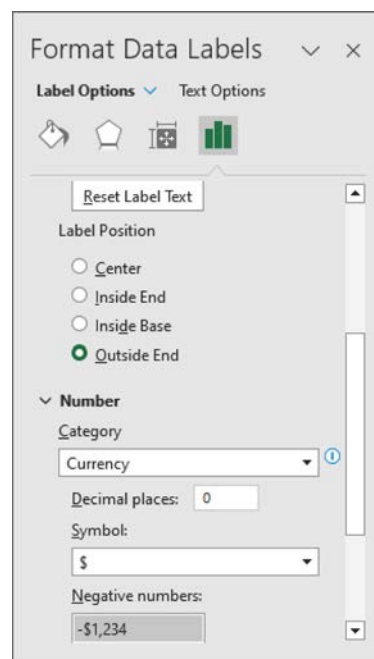 Format Data Labels
Label Options Text Options
Reset Label Text
Label Position
Center
Inside End
Inside Base
Outside End
Number
Category
Currency
Decimal places: 0
Symbol:
$
Negative numbers:
-$1,234